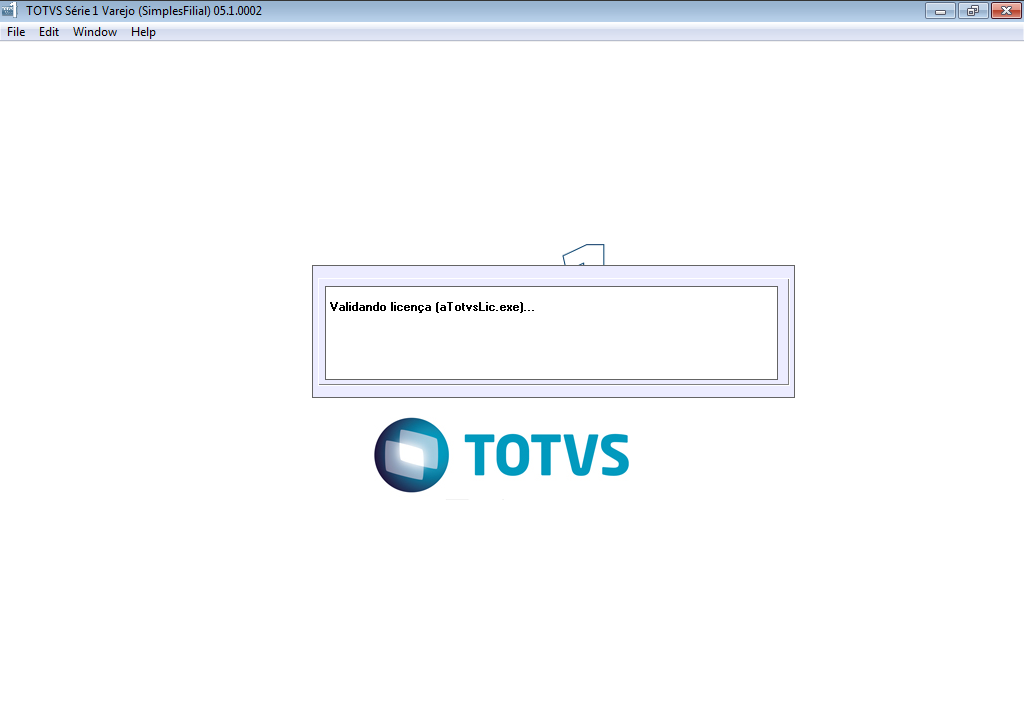 TOTVS Série 1 Varejo (SimplesFilial) 05.1.0002
File Edit Window Help
Validando licença (aTotvsLic.exe)...
TOTVS